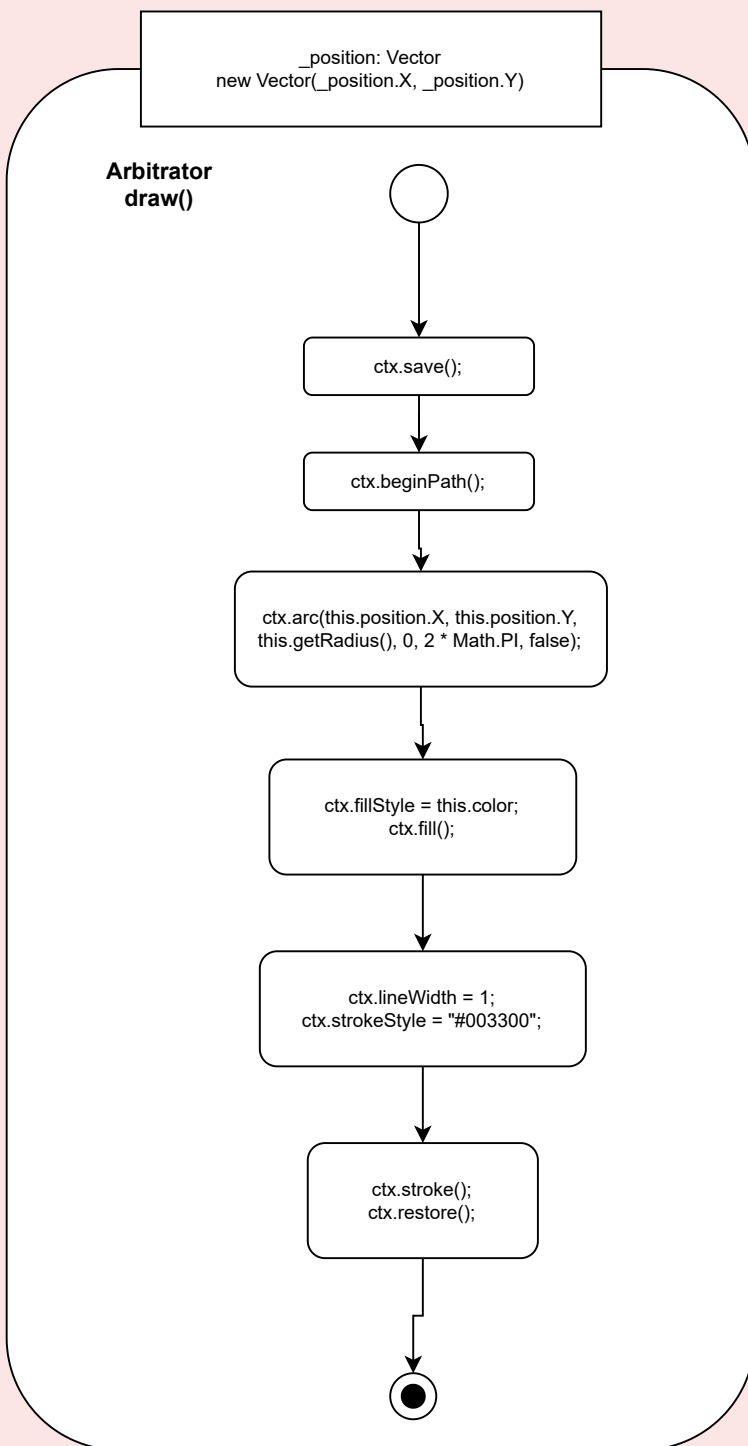 _position: Vector
new Vector(_position.X, _position.Y)
Arbitrator
draw()
ctx.save();
ctx.beginPath();
ctx.arc(this.position.X, this.position.Y,
this.getRadius(), 0, 2 * Math.PI, false);
ctx.fillStyle = this.color;
ctx.fill();
ctx.lineWidth = 1;
ctx.strokeStyle = "#003300";
ctx.stroke();
ctx.restore();